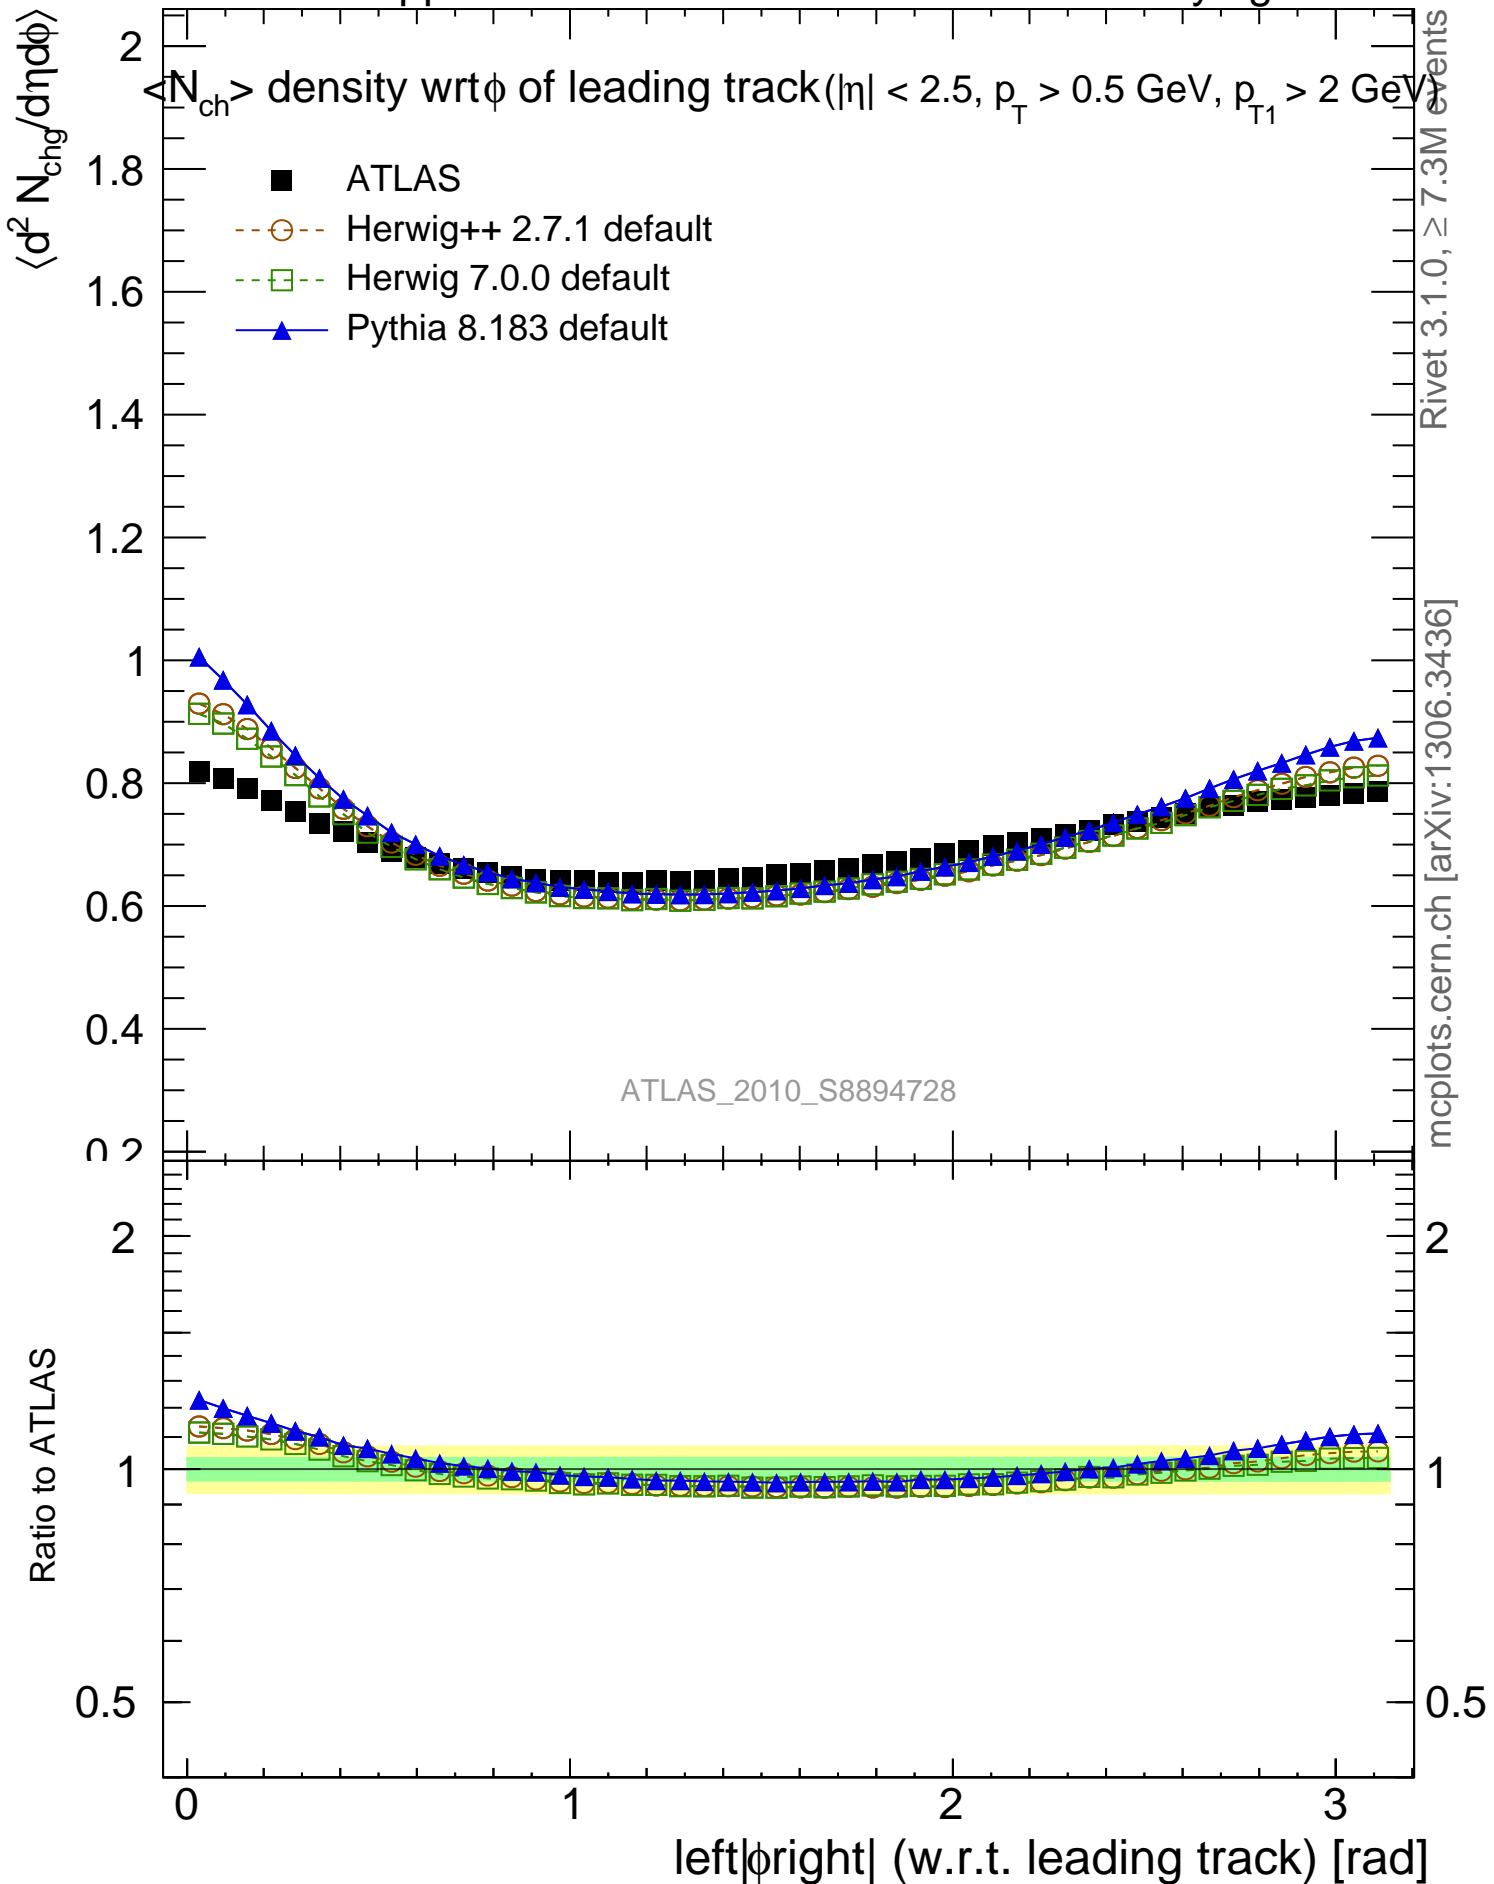 <N_ch> density wrt ϕ of leading track (|η| < 2.5, p_T > 0.5 GeV, p_T1 > 2 GeV)
⟨d² N_chg/dηdϕ⟩
ATLAS
Herwig++ 2.7.1 default
Herwig 7.0.0 default
Pythia 8.183 default
2
1.8
1.6
1.4
1.2
1
0.8
0.6
0.4
0.2
ATLAS_2010_S8894728
Rivet 3.1.0, ≥ 7.3M events
mcplots.cern.ch [arXiv:1306.3436]
Ratio to ATLAS
2
1
0.5
2
1
0.5
0 1 2 3
left|ϕright| (w.r.t. leading track) [rad]